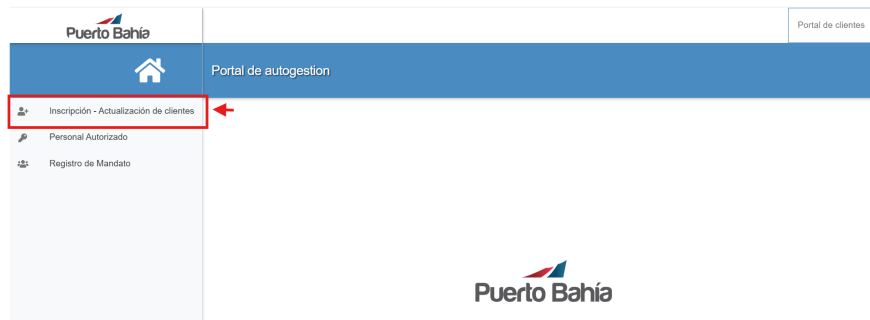 Puerto Bahía
Portal de clientes
Portal de autogestion
Inscripción - Actualización de clientes
Personal Autorizado
Registro de Mandato
Puerto Bahía